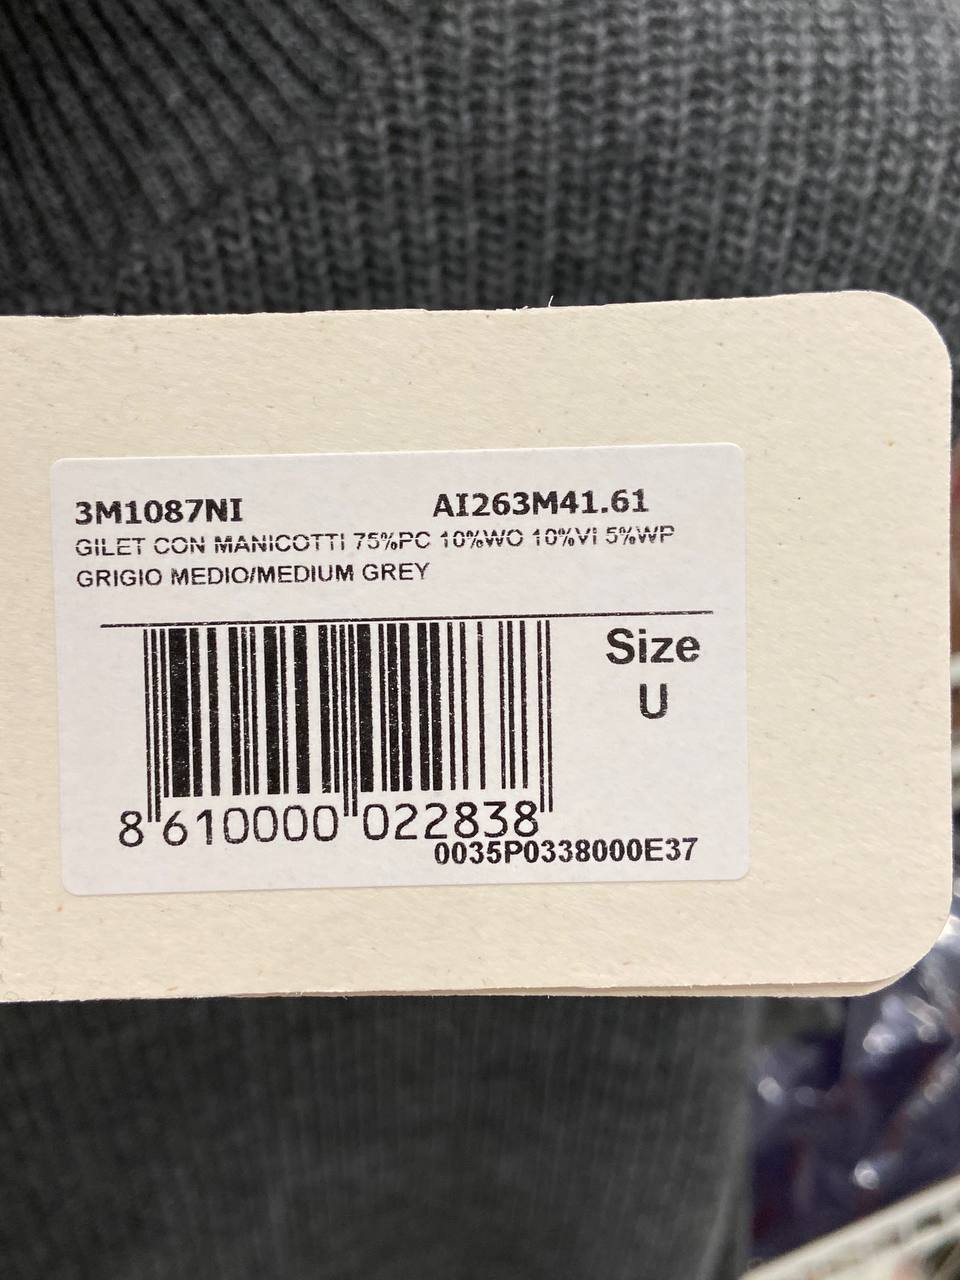 3M1087NI AI263M41.61
GILET CON MANICOTTI 75%PC 10%WO 10%VI 5%WP
GRIGIO MEDIO/MEDIUM GREY
Size
U
8 610000 022838
0035P0338000E37